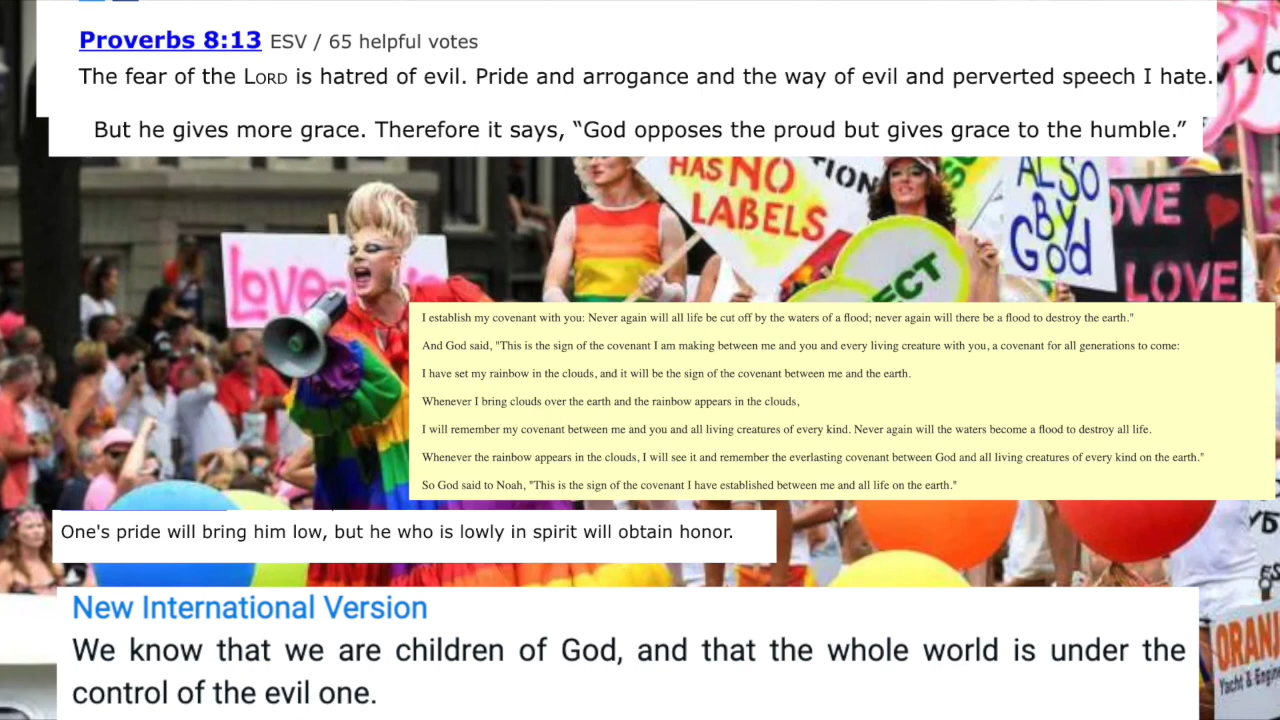 Proverbs 8:13 ESV / 65 helpful votes
The fear of the LORD is hatred of evil. Pride and arrogance and the way of evil and perverted speech I hate.
But he gives more grace. Therefore it says, “God opposes the proud but gives grace to the humble.”
HAS NO
LABELS
ALSO
BY
God
LOVE
Love
I establish my covenant with you: Never again will all life be cut off by the waters of a flood; never again will there be a flood to destroy the earth."
And God said, "This is the sign of the covenant I am making between me and you and every living creature with you, a covenant for all generations to come:
I have set my rainbow in the clouds, and it will be the sign of the covenant between me and the earth.
Whenever I bring clouds over the earth and the rainbow appears in the clouds,
I will remember my covenant between me and you and all living creatures of every kind. Never again will the waters become a flood to destroy all life.
Whenever the rainbow appears in the clouds, I will see it and remember the everlasting covenant between God and all living creatures of every kind on the earth."
So God said to Noah, "This is the sign of the covenant I have established between me and all life on the earth."
One's pride will bring him low, but he who is lowly in spirit will obtain honor.
New International Version
We know that we are children of God, and that the whole world is under the
control of the evil one.
ORAN
Yacht & Engin